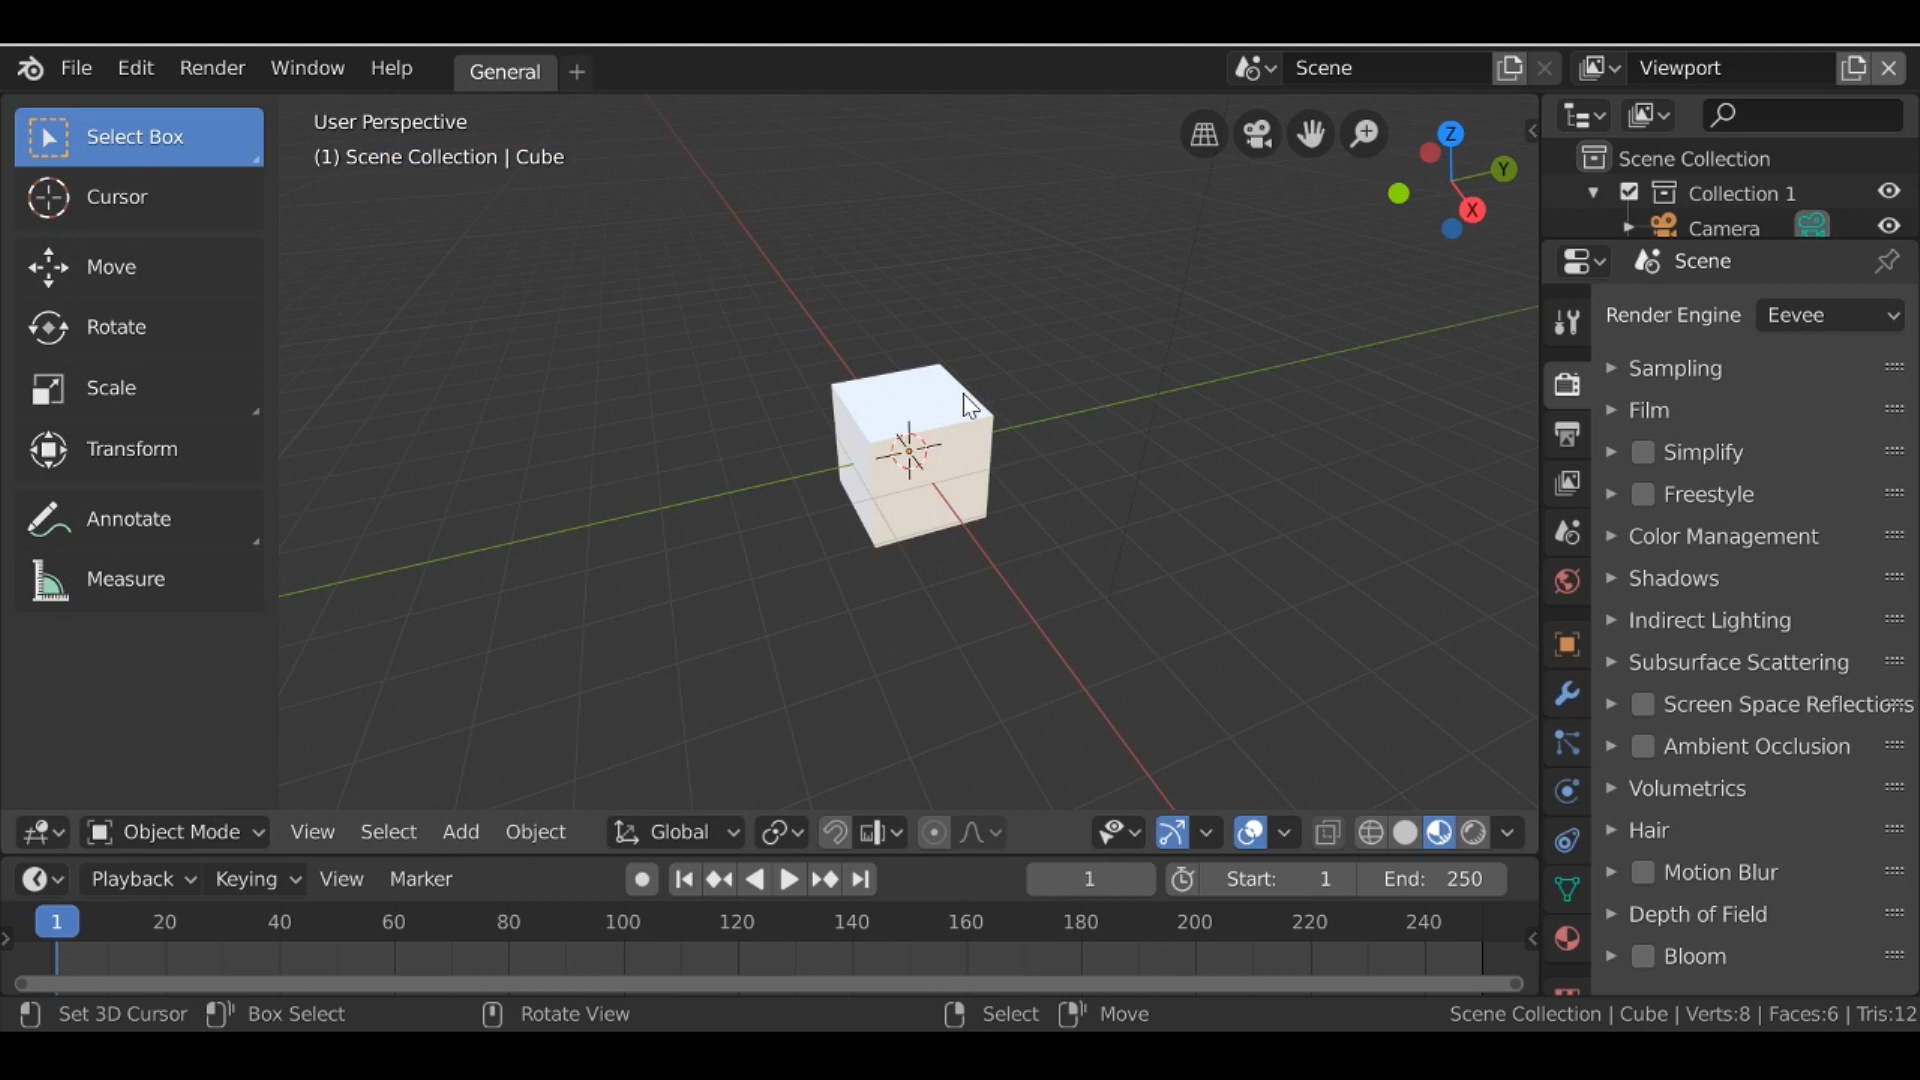 File Edit Render Window Help General + Scene Viewport
Select Box
Cursor
Move
Rotate
Scale
Transform
Annotate
Measure
User Perspective
(1) Scene Collection | Cube
Z
Y
X
Scene Collection
Collection 1
Camera
Scene
Render Engine Eevee
Sampling
Film
Simplify
Freestyle
Color Management
Shadows
Indirect Lighting
Subsurface Scattering
Screen Space Reflections
Ambient Occlusion
Volumetrics
Hair
Motion Blur
Depth of Field
Bloom
Object Mode View Select Add Object Global
Playback Keying View Marker 1 Start: 1 End: 250
1 20 40 60 80 100 120 140 160 180 200 220 240
Set 3D Cursor Box Select Rotate View Select Move Scene Collection | Cube | Verts:8 | Faces:6 | Tris:12